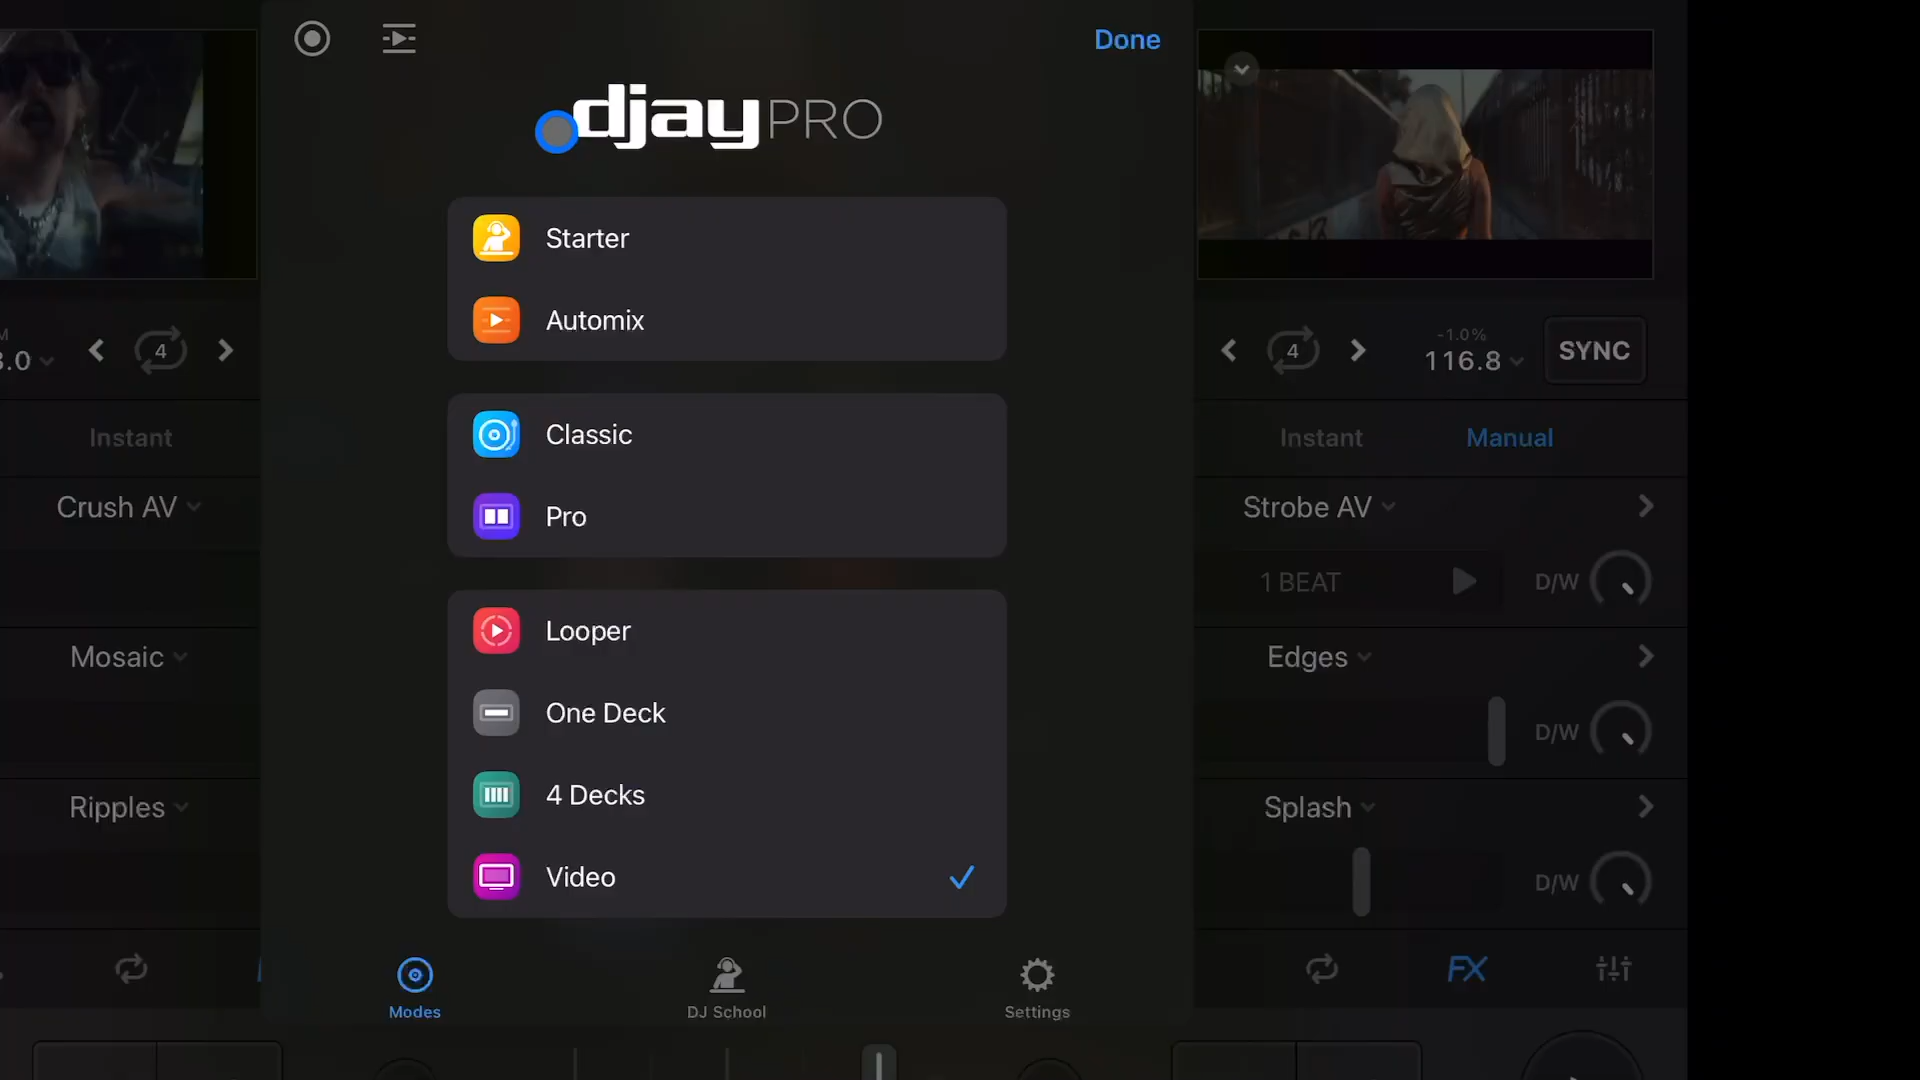 Done
djay PRO
Starter
Automix
Classic
Pro
Looper
One Deck
4 Decks
Video
Modes
DJ School
Settings
.0
4
Instant
Crush AV
Mosaic
Ripples
4
-1.0%
116.8
SYNC
Instant
Manual
Strobe AV
1 BEAT
D/W
Edges
D/W
Splash
D/W
FX